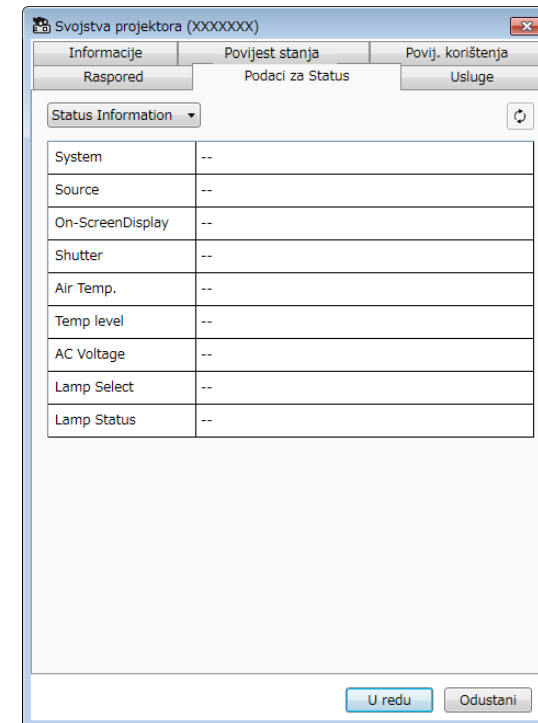 Svojstva projektora (XXXXXXX)
Informacije Povijest stanja Povij. korištenja
Raspored Podaci za Status Usluge
Status Information
System --
Source --
On-ScreenDisplay --
Shutter --
Air Temp. --
Temp level --
AC Voltage --
Lamp Select --
Lamp Status --
U redu Odustani